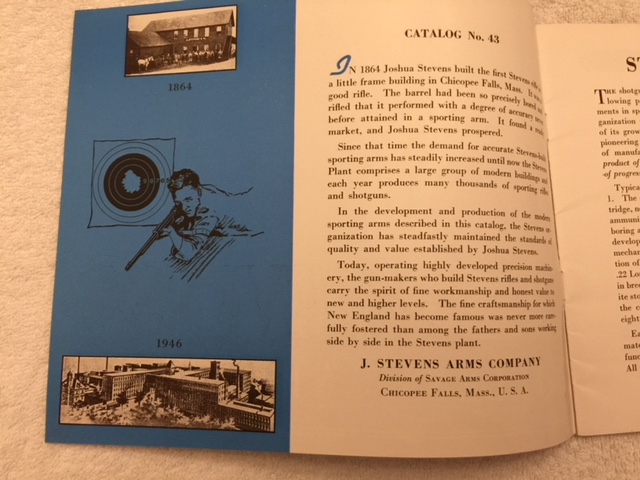 1864
1946
CATALOG No. 43
IN 1864 Joshua Stevens built the first Stevens
a little frame building in Chicopee Falls, Mass. It was
good rifle. The barrel had been so precisely bored
rifled that it performed with a degree of accuracy never
before attained in a sporting arm. It found a ready
market, and Joshua Stevens prospered.
Since that time the demand for accurate Stevens-built
sporting arms has steadily increased until now the Stevens
Plant comprises a large group of modern buildings and
each year produces many thousands of sporting rifles
and shotguns.
In the development and production of the modern
sporting arms described in this catalog, the Stevens or-
ganization has steadfastly maintained the standards of
quality and value established by Joshua Stevens.
Today, operating highly developed precision machin-
ery, the gun-makers who build Stevens rifles and shotguns
carry the spirit of fine workmanship and honest value to
new and higher levels. The fine craftsmanship for which
New England has become famous was never more care-
fully fostered than among the fathers and sons working
side by side in the Stevens plant.
J. STEVENS ARMS COMPANY
Division of SAVAGE ARMS CORPORATION
CHICOPEE FALLS, MASS., U. S. A.
ST
THE shotgu
lowing p
ments in sp
ganization
of its grow
pioneering
of manufa
product of
of progres
Typica
1. The
tridge, n
ammuni
boring a
develop
mechan
tion of
.22 Lo
in bree
ite sto
the c
eight
Ea
mate
func
All